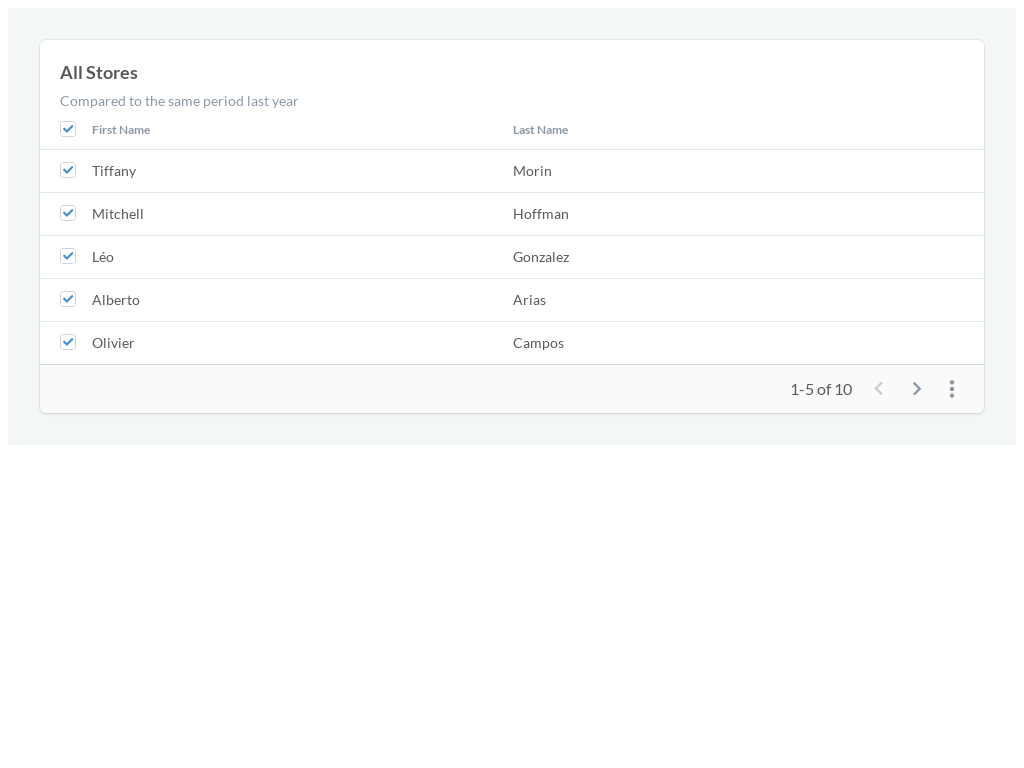 All Stores
Compared to the same period last year
First Name Last Name
Tiffany Morin
Mitchell Hoffman
Léo Gonzalez
Alberto Arias
Olivier Campos
1-5 of 10